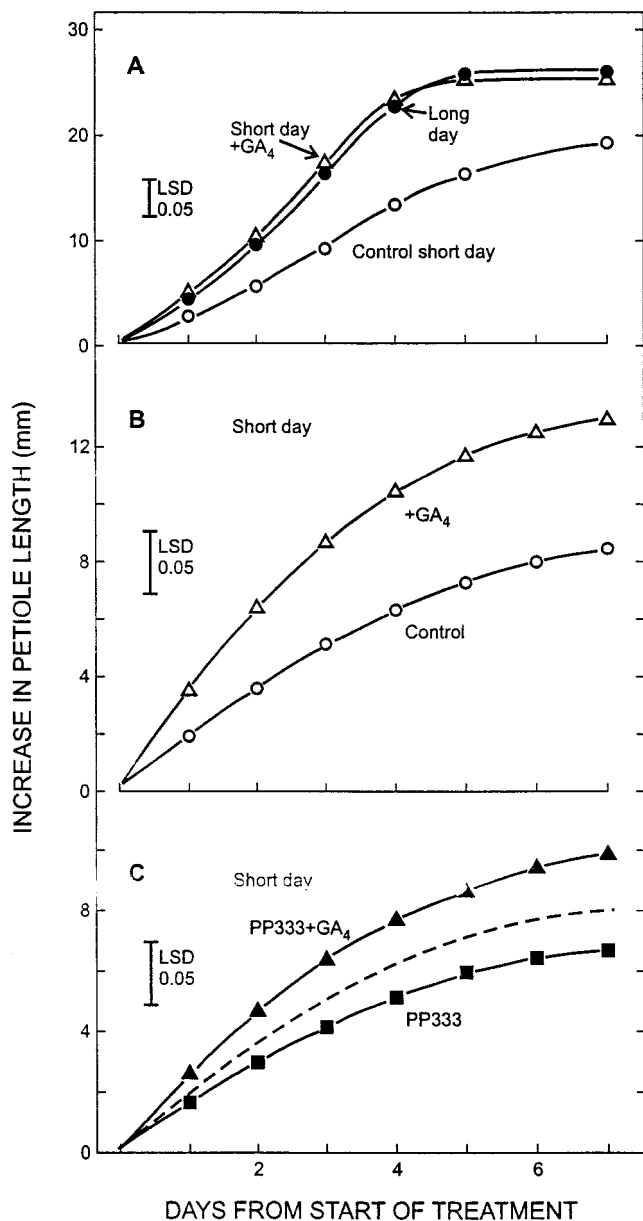 INCREASE IN PETIOLE LENGTH (mm)
30
20
10
0
A
Short day
+GA4
Long
day
LSD
0.05
Control short day
12
8
4
0
B
Short day
LSD
0.05
+GA4
Control
8
4
0
C
Short day
PP333+GA4
LSD
0.05
PP333
2
4
6
DAYS FROM START OF TREATMENT